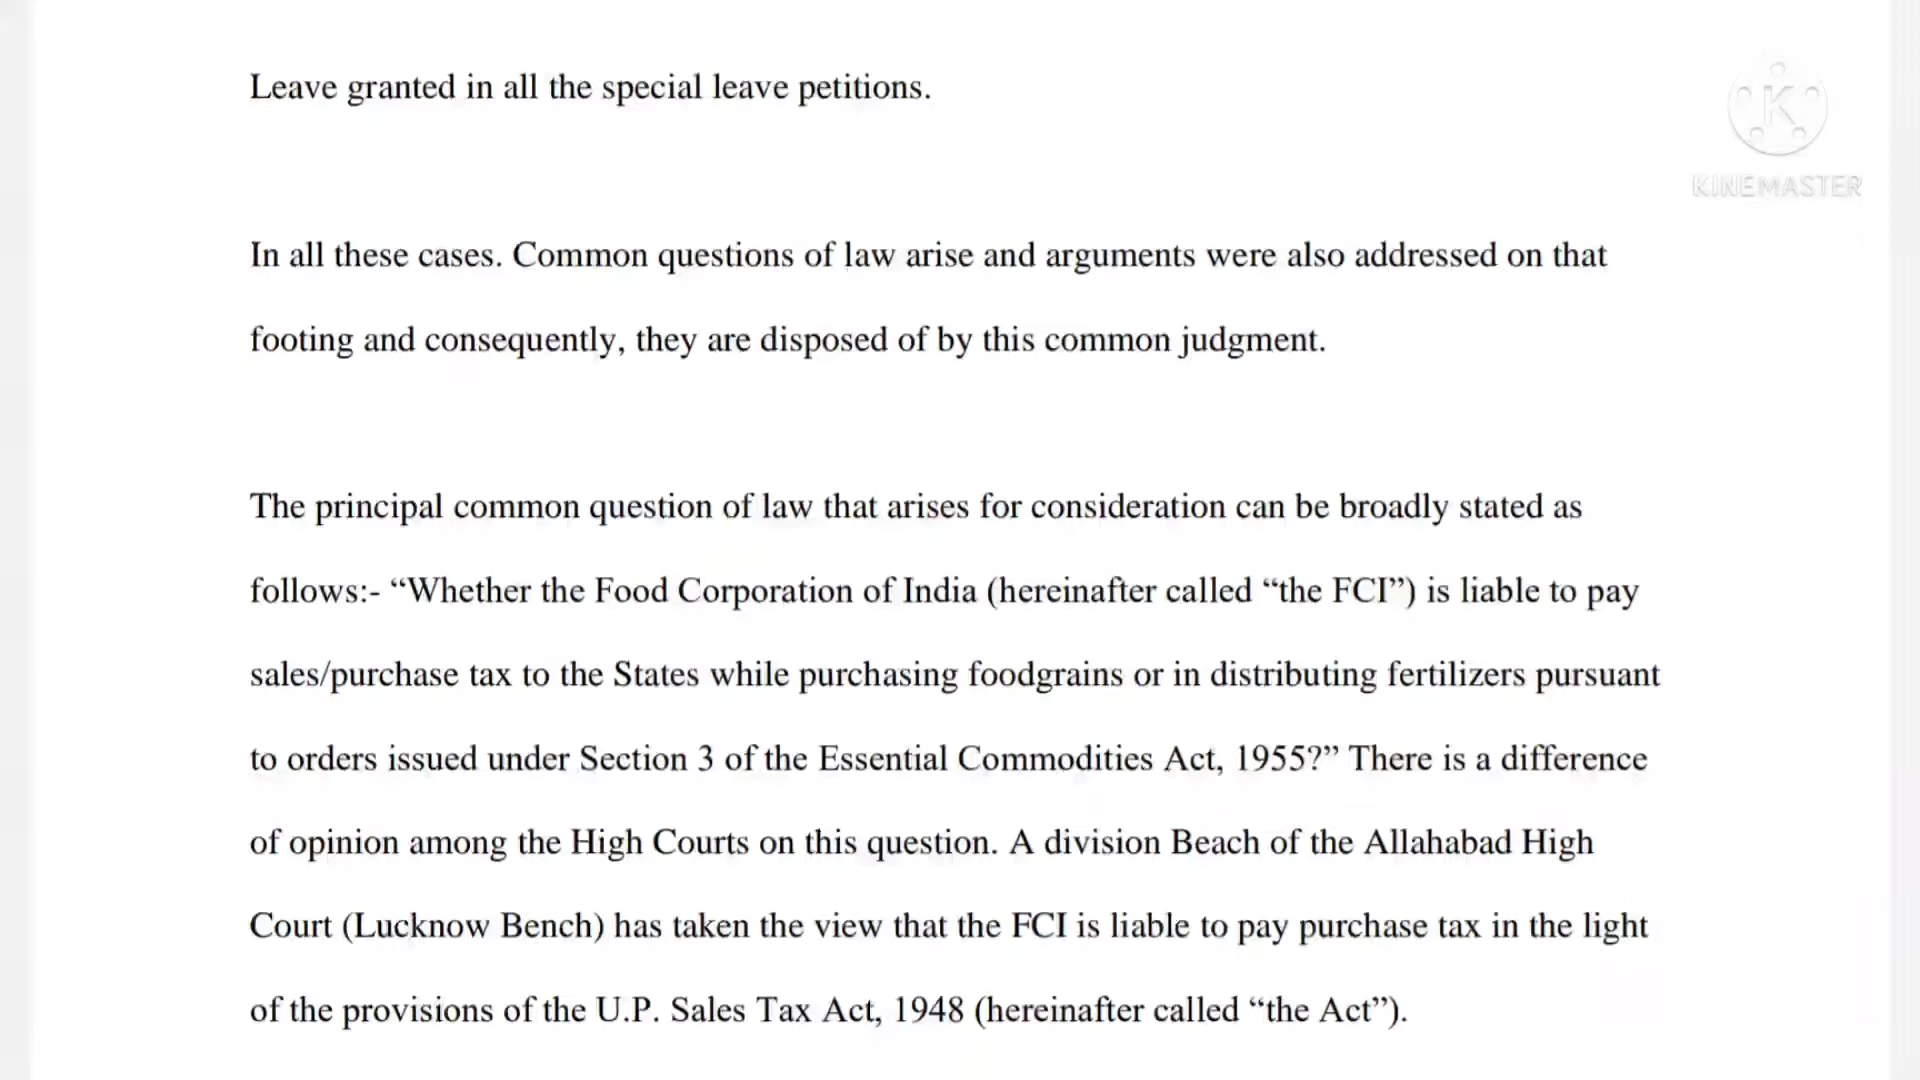 Leave granted in all the special leave petitions.
KINEMASTER
In all these cases. Common questions of law arise and arguments were also addressed on that
footing and consequently, they are disposed of by this common judgment.
The principal common question of law that arises for consideration can be broadly stated as
follows:- “Whether the Food Corporation of India (hereinafter called “the FCI”) is liable to pay
sales/purchase tax to the States while purchasing foodgrains or in distributing fertilizers pursuant
to orders issued under Section 3 of the Essential Commodities Act, 1955?” There is a difference
of opinion among the High Courts on this question. A division Beach of the Allahabad High
Court (Lucknow Bench) has taken the view that the FCI is liable to pay purchase tax in the light
of the provisions of the U.P. Sales Tax Act, 1948 (hereinafter called “the Act”).